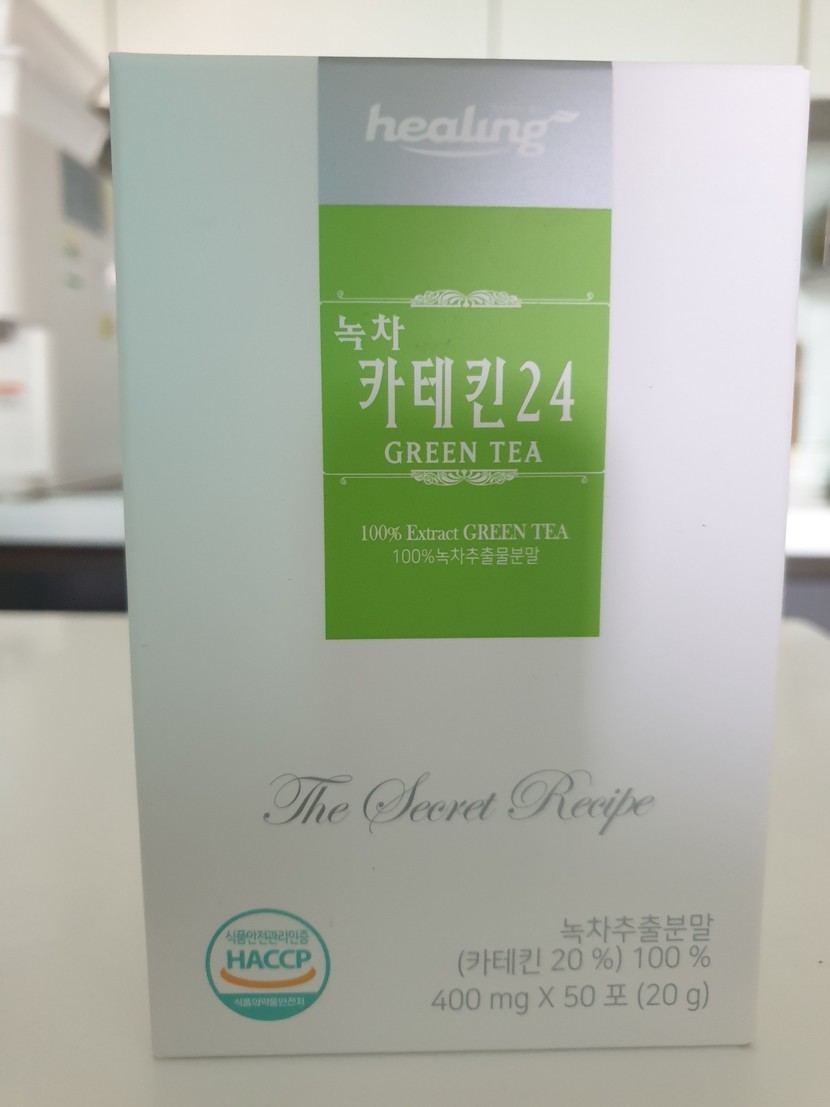 healing
녹차
카테킨24
GREEN TEA
100% Extract GREEN TEA
100%녹차추출물분말
The Secret Recipe
식품안전관리인증
HACCP
식품의약품안전처
녹차추출분말
(카테킨 20 %) 100 %
400 mg X 50 포 (20 g)